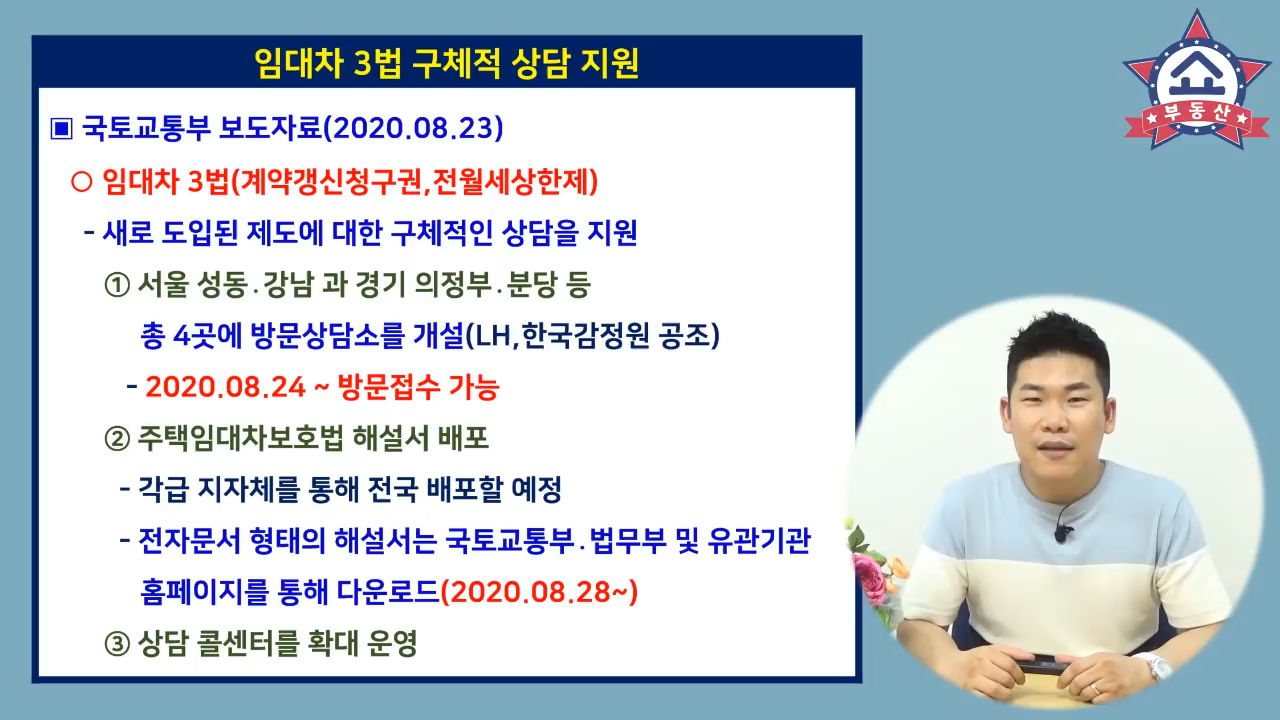 임대차 3법 구체적 상담 지원
부동산
▣ 국토교통부 보도자료(2020.08.23)
○ 임대차 3법(계약갱신청구권,전월세상한제)
- 새로 도입된 제도에 대한 구체적인 상담을 지원
① 서울 성동.강남 과 경기 의정부.분당 등
총 4곳에 방문상담소를 개설(LH,한국감정원 공조)
- 2020.08.24 ~ 방문접수 가능
② 주택임대차보호법 해설서 배포
- 각급 지자체를 통해 전국 배포할 예정
- 전자문서 형태의 해설서는 국토교통부.법무부 및 유관기관
홈페이지를 통해 다운로드(2020.08.28~)
③ 상담 콜센터를 확대 운영